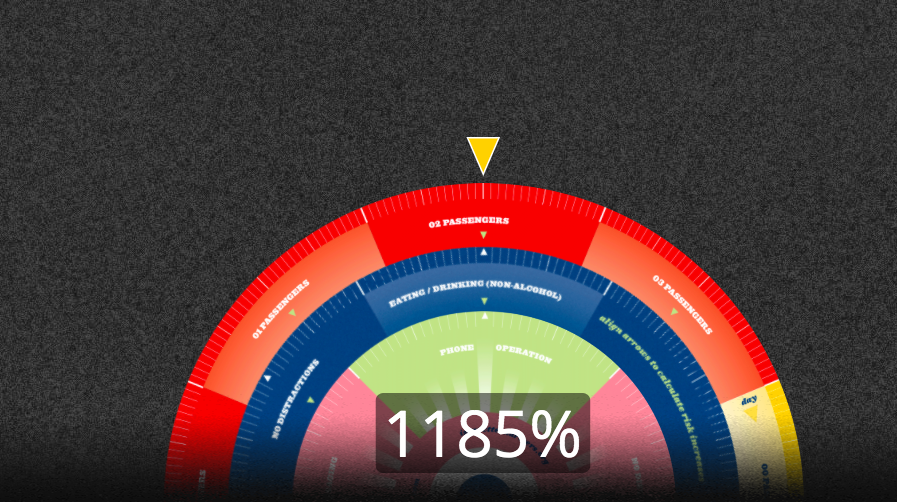 02 PASSENGERS
01 PASSENGERS
03 PASSENGERS
EATING / DRINKING (NON-ALCOHOL)
NO DISTRACTIONS
align arrows to calculate risk
PHONE OPERATION
day
1185%